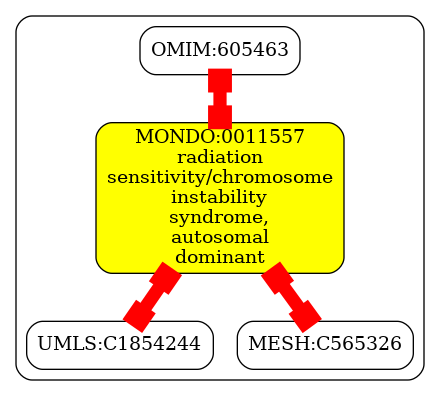 OMIM:605463
MONDO:0011557
radiation
sensitivity/chromosome
instability
syndrome,
autosomal
dominant
UMLS:C1854244
MESH:C565326